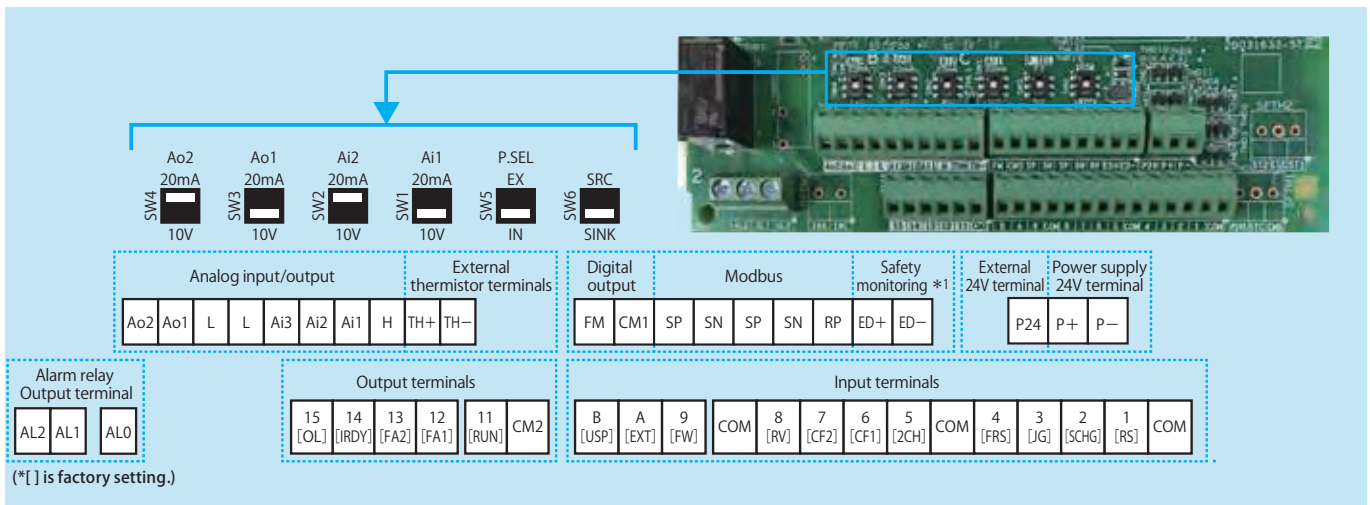 Ao2 Ao1 Ai2 Ai1 P.SEL
20mA 20mA 20mA 20mA EX SRC
SW4 SW3 SW2 SW1 SW5 SW6
10V 10V 10V 10V IN SINK
Analog input/output
External
thermistor terminals
Ao2 Ao1 L L Ai3 Ai2 Ai1 H TH+ TH−
Digital
output
Modbus
Safety
monitoring *1
FM CM1 SP SN SP SN RP ED+ ED−
External
24V terminal
Power supply
24V terminal
P24 P+ P−
Alarm relay
Output terminal
AL2 AL1 AL0
Output terminals
15 14 13 12 11 CM2
[OL] [IRDY] [FA2] [FA1] [RUN]
Input terminals
B A 9 COM 8 7 6 5 COM 4 3 2 1 COM
[USP] [EXT] [FW] [RV] [CF2] [CF1] [2CH] [FRS] [JG] [SCHG] [RS]
(*[ ] is factory setting.)
B C
2